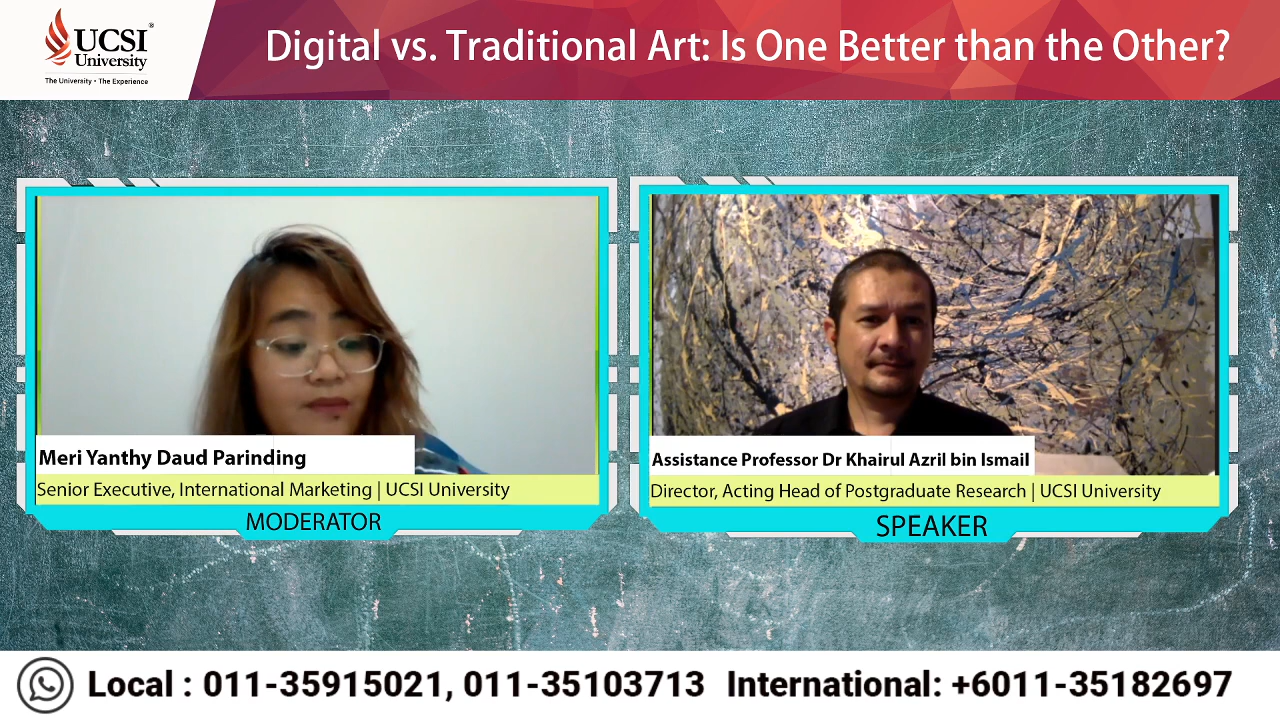 UCSI
University
The University • The Experience
Digital vs. Traditional Art: Is One Better than the Other?
Meri Yanthy Daud Parinding
Senior Executive, International Marketing | UCSI University
MODERATOR
Assistance Professor Dr Khairul Azril bin Ismail
Director, Acting Head of Postgraduate Research | UCSI University
SPEAKER
Local : 011-35915021, 011-35103713 International: +6011-35182697